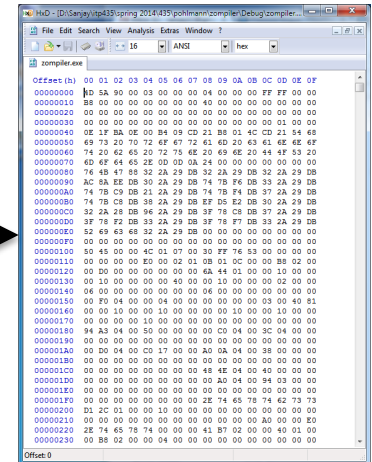 HxD - [D:\Sanjay\itp435\spring 2014\435\pohlmann\zompiler\Debug\zompiler....
File Edit Search View Analysis Extras Window ?
16 ANSI hex
zompiler.exe
Offset(h) 00 01 02 03 04 05 06 07 08 09 0A 0B 0C 0D 0E 0F
00000000 4D 5A 90 00 03 00 00 00 04 00 00 00 FF FF 00 00
00000010 B8 00 00 00 00 00 00 00 40 00 00 00 00 00 00 00
00000020 00 00 00 00 00 00 00 00 00 00 00 00 00 00 00 00
00000030 00 00 00 00 00 00 00 00 00 00 00 00 00 01 00 00
00000040 0E 1F BA 0E 00 B4 09 CD 21 B8 01 4C CD 21 54 68
00000050 69 73 20 70 72 6F 67 72 61 6D 20 63 61 6E 6E 6F
00000060 74 20 62 65 20 72 75 6E 20 69 6E 20 44 4F 53 20
00000070 6D 6F 64 65 2E 0D 0D 0A 24 00 00 00 00 00 00 00
00000080 76 4B 47 88 32 2A 29 DB 32 2A 29 DB 32 2A 29 DB
00000090 AC 8A EE DB 30 2A 29 DB 74 7B F6 DB 33 2A 29 DB
000000A0 74 7B C9 DB 21 2A 29 DB 74 7B F4 DB 37 2A 29 DB
000000B0 74 7B C8 DB 38 2A 29 DB EF D5 E2 DB 30 2A 29 DB
000000C0 32 2A 28 DB 96 2A 29 DB 3F 78 C8 DB 37 2A 29 DB
000000D0 3F 78 F2 DB 33 2A 29 DB 3F 78 F7 DB 33 2A 29 DB
000000E0 52 69 63 68 32 2A 29 DB 00 00 00 00 00 00 00 00
000000F0 00 00 00 00 00 00 00 00 00 00 00 00 00 00 00 00
00000100 50 45 00 00 4C 01 07 00 30 FF 76 53 00 00 00 00
00000110 00 00 00 00 E0 00 02 01 0B 01 0C 00 00 B8 02 00
00000120 00 D0 00 00 00 00 00 00 6A 44 01 00 00 10 00 00
00000130 00 10 00 00 00 00 40 00 00 10 00 00 00 02 00 00
00000140 06 00 00 00 00 00 00 00 06 00 00 00 00 00 00 00
00000150 00 F0 04 00 00 04 00 00 00 00 00 00 03 00 40 81
00000160 00 00 10 00 00 10 00 00 00 00 10 00 00 10 00 00
00000170 00 00 00 00 10 00 00 00 00 00 00 00 00 00 00 00
00000180 94 A3 04 00 50 00 00 00 00 C0 04 00 3C 04 00 00
00000190 00 00 00 00 00 00 00 00 00 00 00 00 00 00 00 00
000001A0 00 D0 04 00 C0 17 00 00 A0 0A 04 00 38 00 00 00
000001B0 00 00 00 00 00 00 00 00 00 00 00 00 00 00 00 00
000001C0 00 00 00 00 00 00 00 00 48 4E 04 00 40 00 00 00
000001D0 00 00 00 00 00 00 00 00 00 A0 04 00 94 03 00 00
000001E0 00 00 00 00 00 00 00 00 00 00 00 00 00 00 00 00
000001F0 00 00 00 00 00 00 00 00 2E 74 65 78 74 62 73 73
00000200 D1 2C 01 00 00 10 00 00 00 00 00 00 00 00 00 00
00000210 00 00 00 00 00 00 00 00 00 00 00 00 A0 00 00 E0
00000220 2E 74 65 78 74 00 00 00 41 B7 02 00 00 40 01 00
00000230 00 B8 02 00 00 04 00 00 00 00 00 00 00 00 00 00
Offset: 0